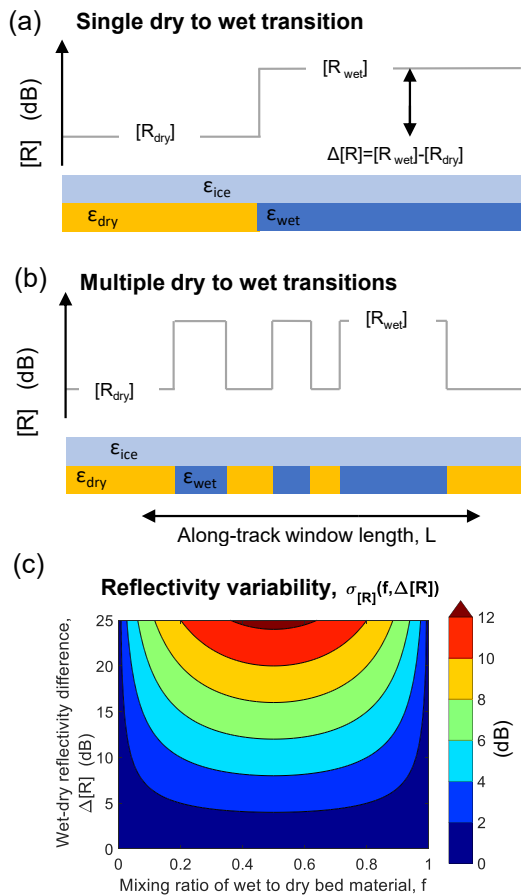 (a)
Single dry to wet transition
[R] (dB)
[R_wet]
[R_dry]
Δ[R]=[R_wet]-[R_dry]
ε_ice
ε_dry
ε_wet
(b)
Multiple dry to wet transitions
[R] (dB)
[R_wet]
[R_dry]
ε_ice
ε_dry
ε_wet
Along-track window length, L
(c)
Reflectivity variability, σ_[R](f,Δ[R])
Wet-dry reflectivity difference,
Δ[R] (dB)
25
20
15
10
5
0
0 0.2 0.4 0.6 0.8 1
Mixing ratio of wet to dry bed material, f
12
10
8
6
4
2
0
(dB)